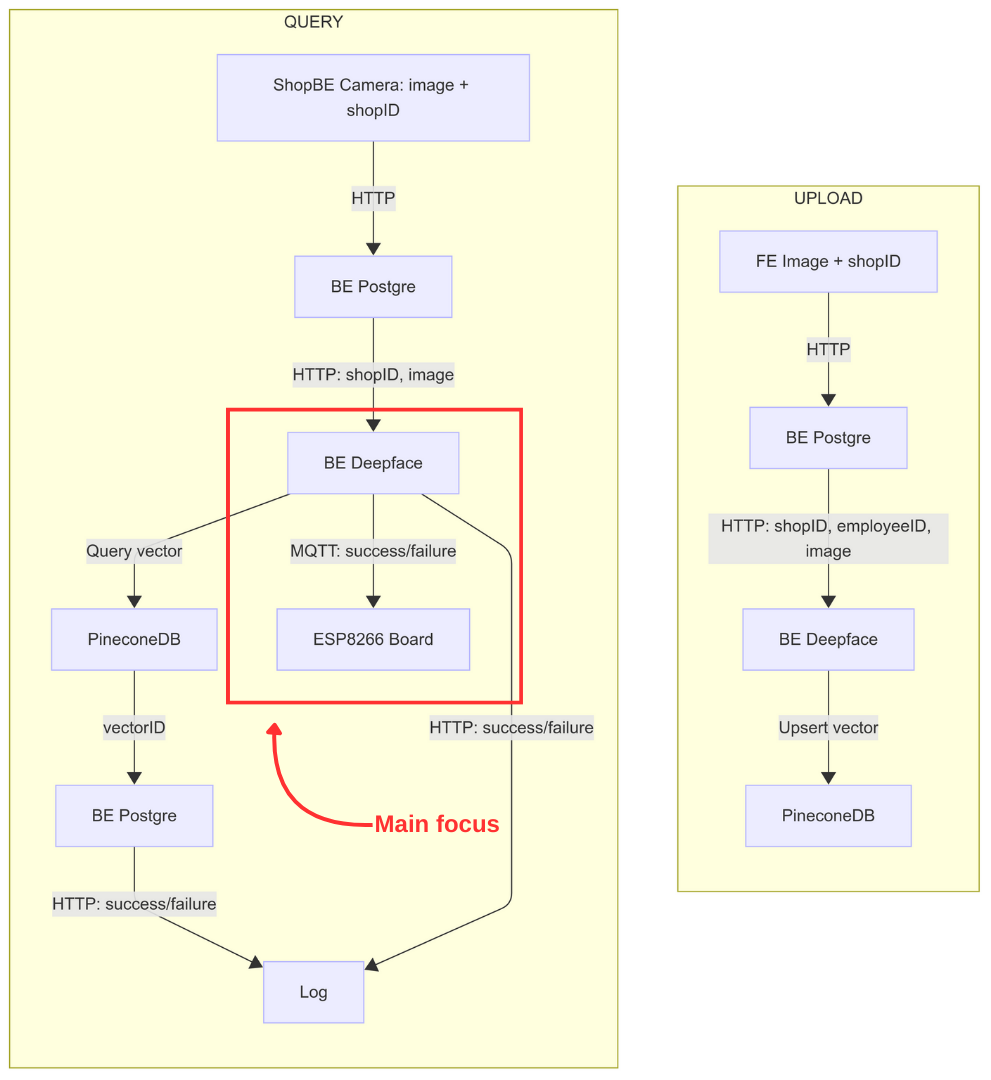 QUERY
ShopBE Camera: image +
shopID
HTTP
BE Postgre
HTTP: shopID, image
BE Deepface
Query vector
MQTT: success/failure
PineconeDB
ESP8266 Board
vectorID
HTTP: success/failure
BE Postgre
Main focus
HTTP: success/failure
Log
UPLOAD
FE Image + shopID
HTTP
BE Postgre
HTTP: shopID, employeeID,
image
BE Deepface
Upsert vector
PineconeDB